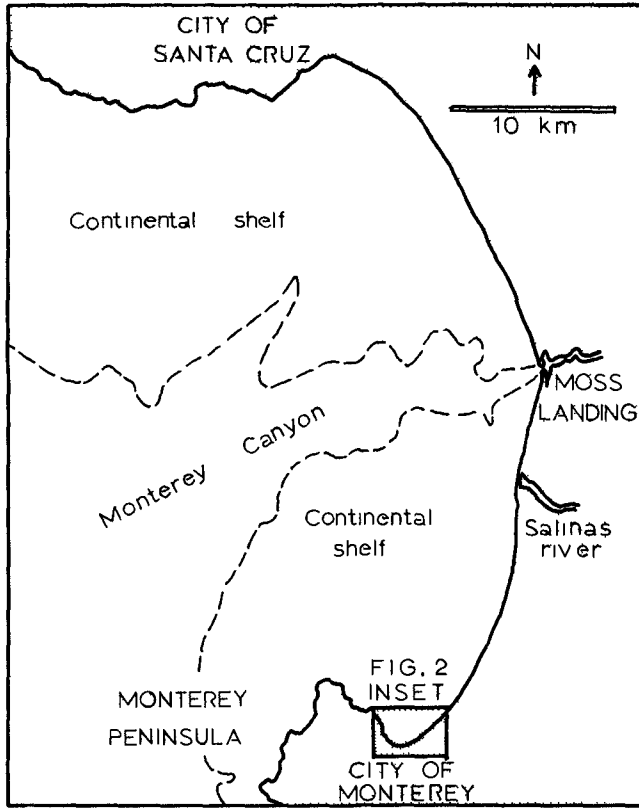 CITY OF
SANTA CRUZ
N
10 km
Continental shelf
MOSS
LANDING
Monterey Canyon
Continental
shelf
Salinas
river
FIG. 2
INSET
MONTEREY
PENINSULA
CITY OF
MONTEREY